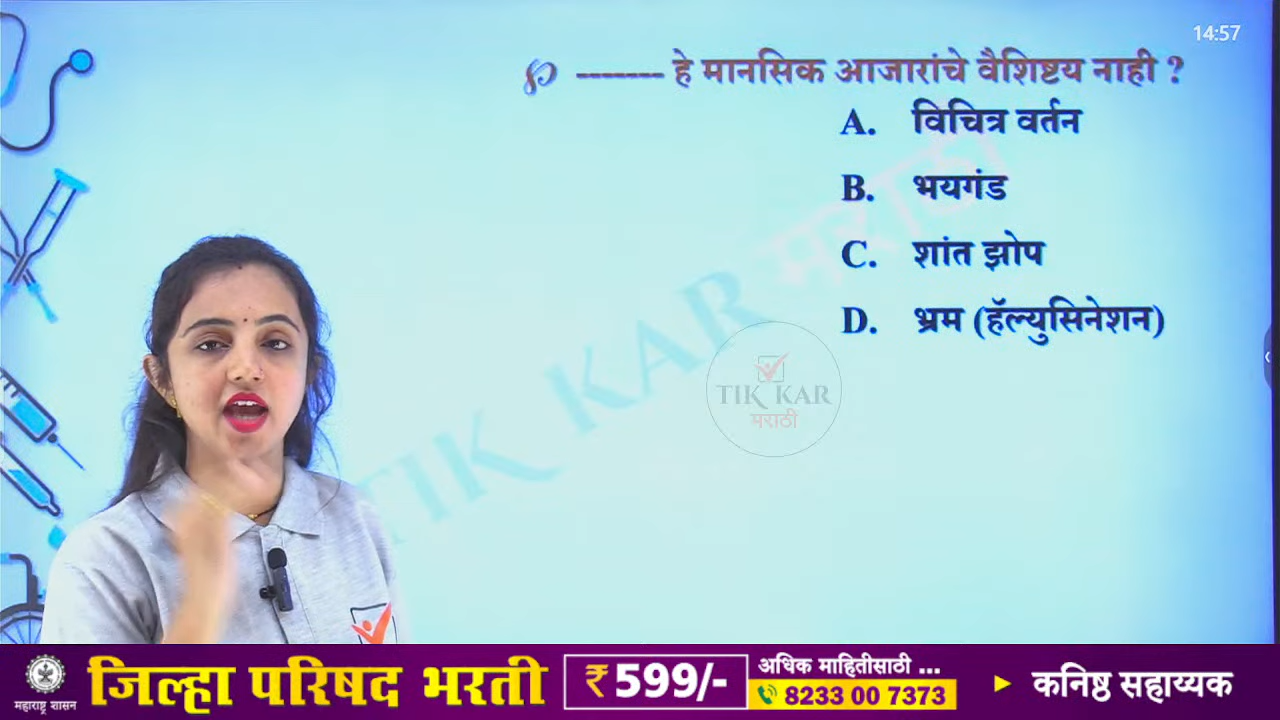 14:57
------- हे मानसिक आजारांचे वैशिष्टय नाही ?
A. विचित्र वर्तन
B. भयगंड
C. शांत झोप
D. भ्रम (हॅल्युसिनेशन)
TIK KAR मराठी
TIK KAR
मराठी
महाराष्ट्र शासन
जिल्हा परिषद भरती
₹599/-
अधिक माहितीसाठी ...
8233 00 7373
कनिष्ठ सहाय्यक